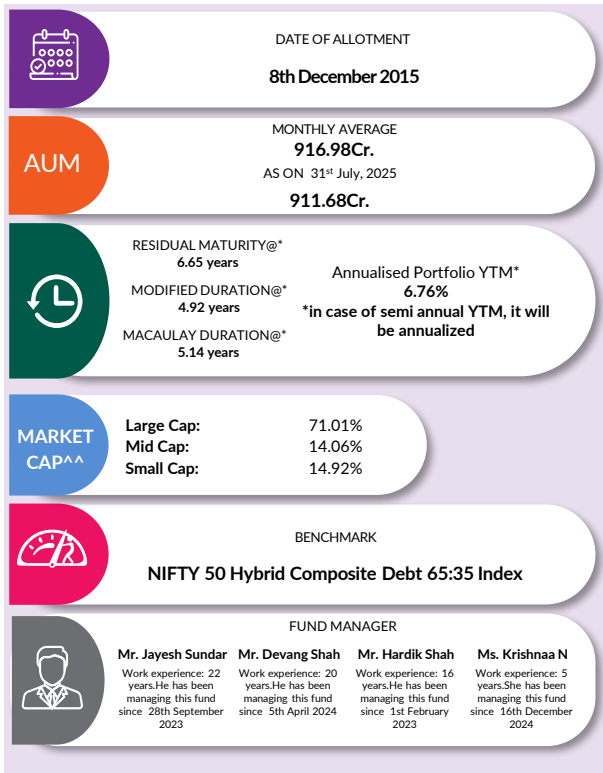 DATE OF ALLOTMENT
8th December 2015
AUM
MONTHLY AVERAGE
916.98Cr.
AS ON 31st July, 2025
911.68Cr.
RESIDUAL MATURITY@*
6.65 years
MODIFIED DURATION@*
4.92 years
MACAULAY DURATION@*
5.14 years
Annualised Portfolio YTM*
6.76%
*in case of semi annual YTM, it will
be annualized
MARKET
CAP^^
Large Cap: 71.01%
Mid Cap: 14.06%
Small Cap: 14.92%
BENCHMARK
NIFTY 50 Hybrid Composite Debt 65:35 Index
FUND MANAGER
Mr. Jayesh Sundar
Work experience: 22
years.He has been
managing this fund
since 28th September
2023
Mr. Devang Shah
Work experience: 20
years.He has been
managing this fund
since 5th April 2024
Mr. Hardik Shah
Work experience: 16
years.He has been
managing this fund
since 1st February
2023
Ms. Krishnaa N
Work experience: 5
years.She has been
managing this fund
since 16th December
2024